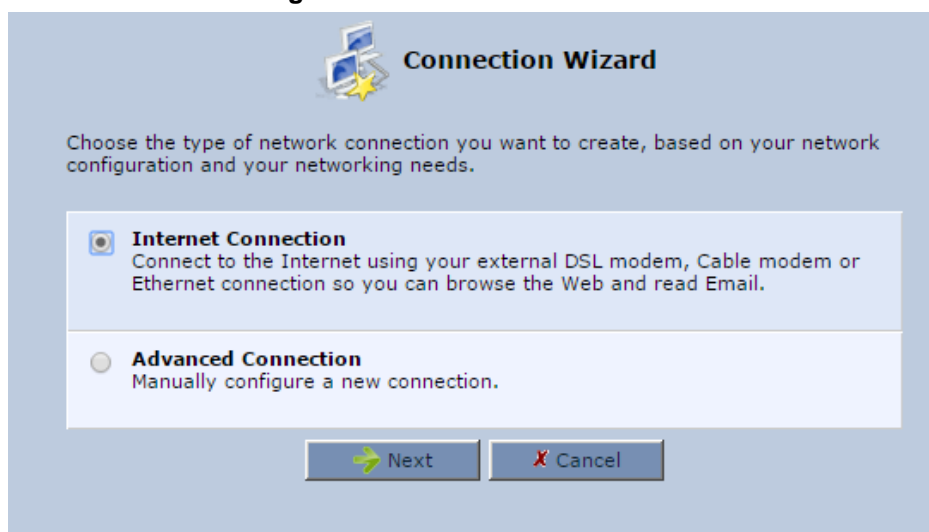 Connection Wizard
Choose the type of network connection you want to create, based on your network
configuration and your networking needs.
Internet Connection
Connect to the Internet using your external DSL modem, Cable modem or
Ethernet connection so you can browse the Web and read Email.
Advanced Connection
Manually configure a new connection.
Next
Cancel